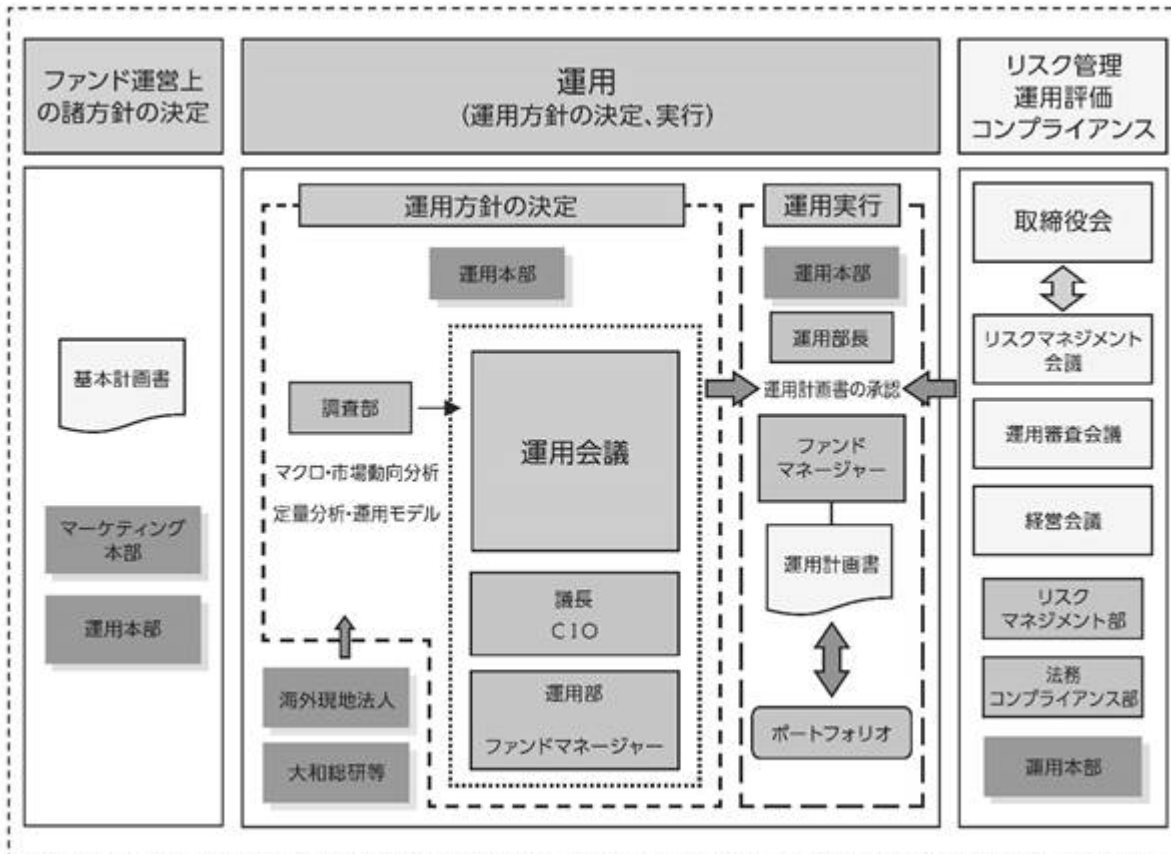 ファンド運営上
の諸方針の決定
運用
(運用方針の決定、実行)
リスク管理
運用評価
コンプライアンス
基本計画書
マーケティング
本部
運用本部
運用方針の決定
運用本部
調査部
マクロ・市場動向分析
定量分析・運用モデル
運用会議
議長
CIO
運用部
ファンドマネージャー
海外現地法人
大和総研等
運用実行
運用本部
運用部長
運用計画書の承認
ファンド
マネージャー
運用計画書
ポートフォリオ
取締役会
リスクマネジメント
会議
運用審査会議
経営会議
リスク
マネジメント部
法務
コンプライアンス部
運用本部